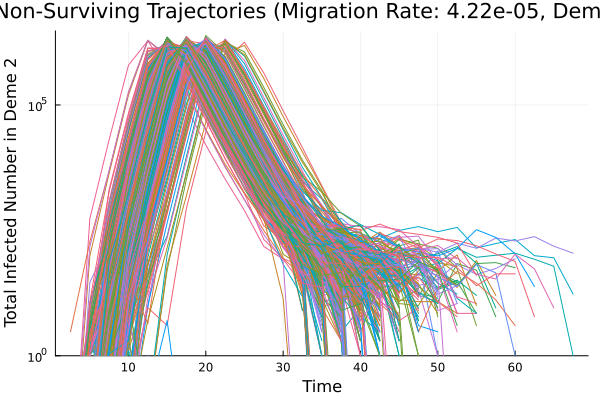 Non-Surviving Trajectories (Migration Rate: 4.22e-05, Dem
Total Infected Number in Deme 2
10^5
10^0
10 20 30 40 50 60
Time